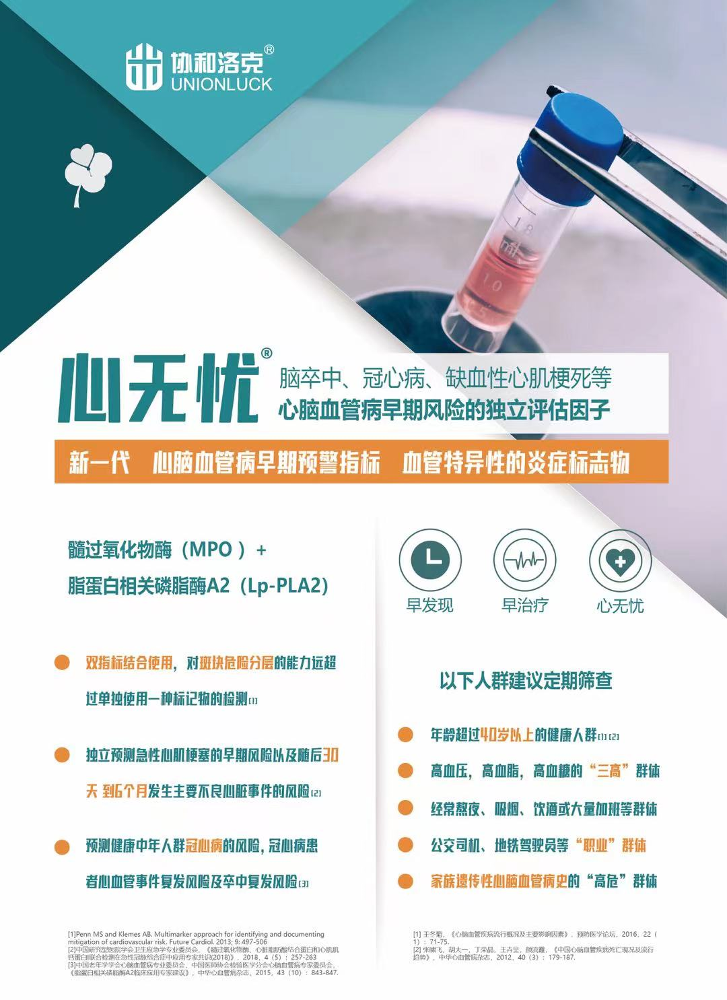 协和洛克®
UNIONLUCK
1.8
ml
1.0
心无忧®
脑卒中、冠心病、缺血性心肌梗死等
心脑血管病早期风险的独立评估因子
新一代 心脑血管病早期预警指标 血管特异性的炎症标志物
髓过氧化物酶（MPO ）+
脂蛋白相关磷脂酶A2（Lp-PLA2）
双指标结合使用，对斑块危险分层的能力远超
过单独使用一种标记物的检测[1]
独立预测急性心肌梗塞的早期风险以及随后30
天 到6个月发生主要不良心脏事件的风险[2]
预测健康中年人群冠心病的风险，冠心病患
者心血管事件复发风险及卒中复发风险[3]
早发现
早治疗
心无忧
以下人群建议定期筛查
年龄超过40岁以上的健康人群[1][2]
高血压，高血脂，高血糖的“三高”群体
经常熬夜、吸烟、饮酒或大量加班等群体
公交司机、地铁驾驶员等“职业”群体
家族遗传性心脑血管病史的“高危”群体
[1]Penn MS and Klemes AB. Multimarker approach for identifying and documenting
mitigation of cardiovascular risk. Future Cardiol. 2013; 9: 497-506
[2]中国研究型医院学会卫生应急学专业委员会，《髓过氧化物酶、心脏脂肪酸结合蛋白和心肌肌
钙蛋白I联合检测在急性冠脉综合症中应用专家共识(2018)》，2018，4（5）：257-263
[3]中国老年学学会心脑血管病专业委员会，中国医师协会检验医学分会心脑血管病专家委员会，
《脂蛋白相关磷脂酶A2临床应用专家建议》，中华心血管病杂志，2015，43（10）：843-847.
[1] 王冬菊，《心脑血管疾病流行概况及主要影响因素》，预防医学论坛，2016，22（
1）：71-75.
[2] 张啸飞，胡大一，丁荣晶，王卉呈，颜流霞，《中国心脑血管疾病死亡现况及流行
趋势》，中华心血管病杂志，2012，40（3）：179-187.